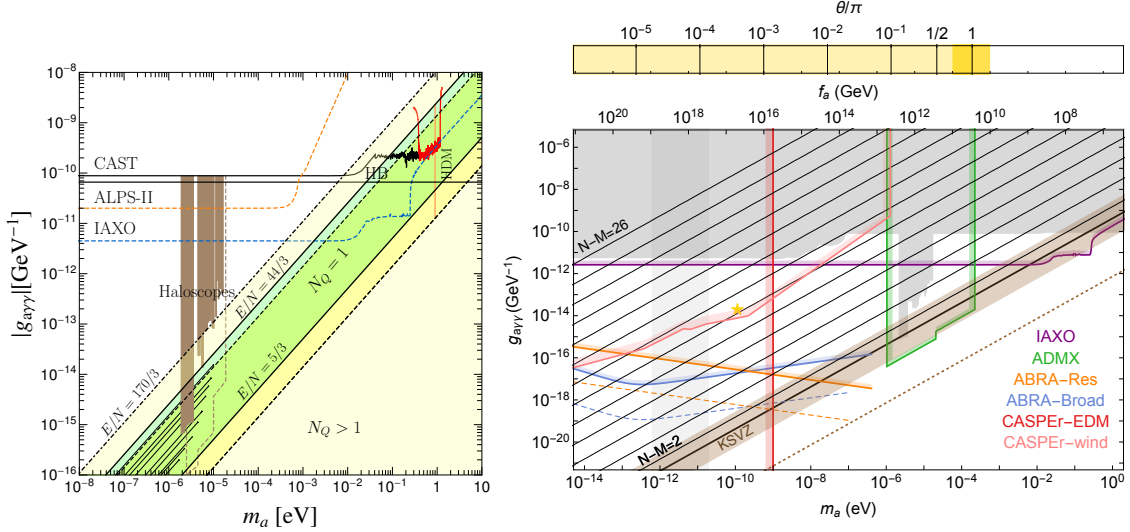 10⁻⁸
10⁻⁹
10⁻¹⁰
10⁻¹¹
10⁻¹²
10⁻¹³
10⁻¹⁴
10⁻¹⁵
10⁻¹⁶
|g_{aγγ}|[GeV⁻¹]
CAST
ALPS-II
IAXO
Haloscopes
HB
HDM
E/N = 170/3
E/N = 44/3
N_Q = 1
E/N = 5/3
N_Q > 1
10⁻⁸ 10⁻⁷ 10⁻⁶ 10⁻⁵ 10⁻⁴ 10⁻³ 10⁻² 10⁻¹ 1 10
m_a [eV]
θ/π
10⁻⁵ 10⁻⁴ 10⁻³ 10⁻² 10⁻¹ 1/2 1
f_a (GeV)
10²⁰ 10¹⁸ 10¹⁶ 10¹⁴ 10¹² 10¹⁰ 10⁸
10⁻⁶
10⁻⁸
10⁻¹⁰
10⁻¹²
10⁻¹⁴
10⁻¹⁶
10⁻¹⁸
10⁻²⁰
g_{aγγ} (GeV⁻¹)
N-M=26
N-M=2
KSVZ
IAXO
ADMX
ABRA-Res
ABRA-Broad
CASPEr-EDM
CASPEr-wind
10⁻¹⁴ 10⁻¹² 10⁻¹⁰ 10⁻⁸ 10⁻⁶ 10⁻⁴ 10⁻² 10⁰
m_a (eV)